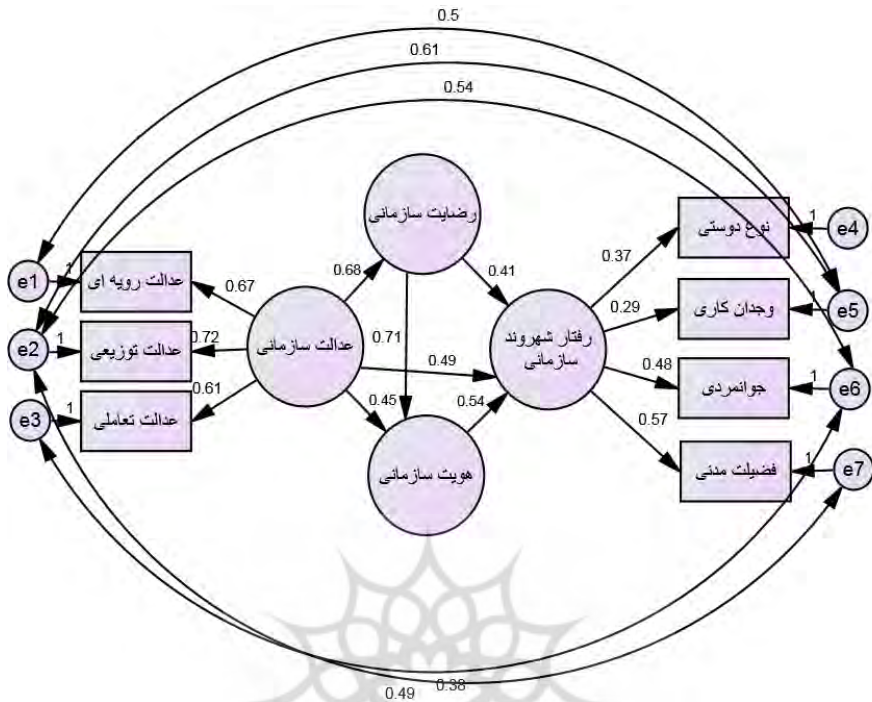 0.5
0.61
0.54
رضایت سازمانی
نوع دوستی
1
e4
0.37
0.41
0.68
e1
1
عدالت رویه ای
0.67
وجدان کاری
1
e5
0.29
e2
1
عدالت توزیعی
0.72
عدالت سازمانی
0.71
0.49
رفتار شهروند
سازمانی
0.48
جوانمردی
1
e6
e3
1
عدالت تعاملی
0.61
0.45
0.54
0.57
هویت سازمانی
فضیلت مدنی
1
e7
0.38
0.49